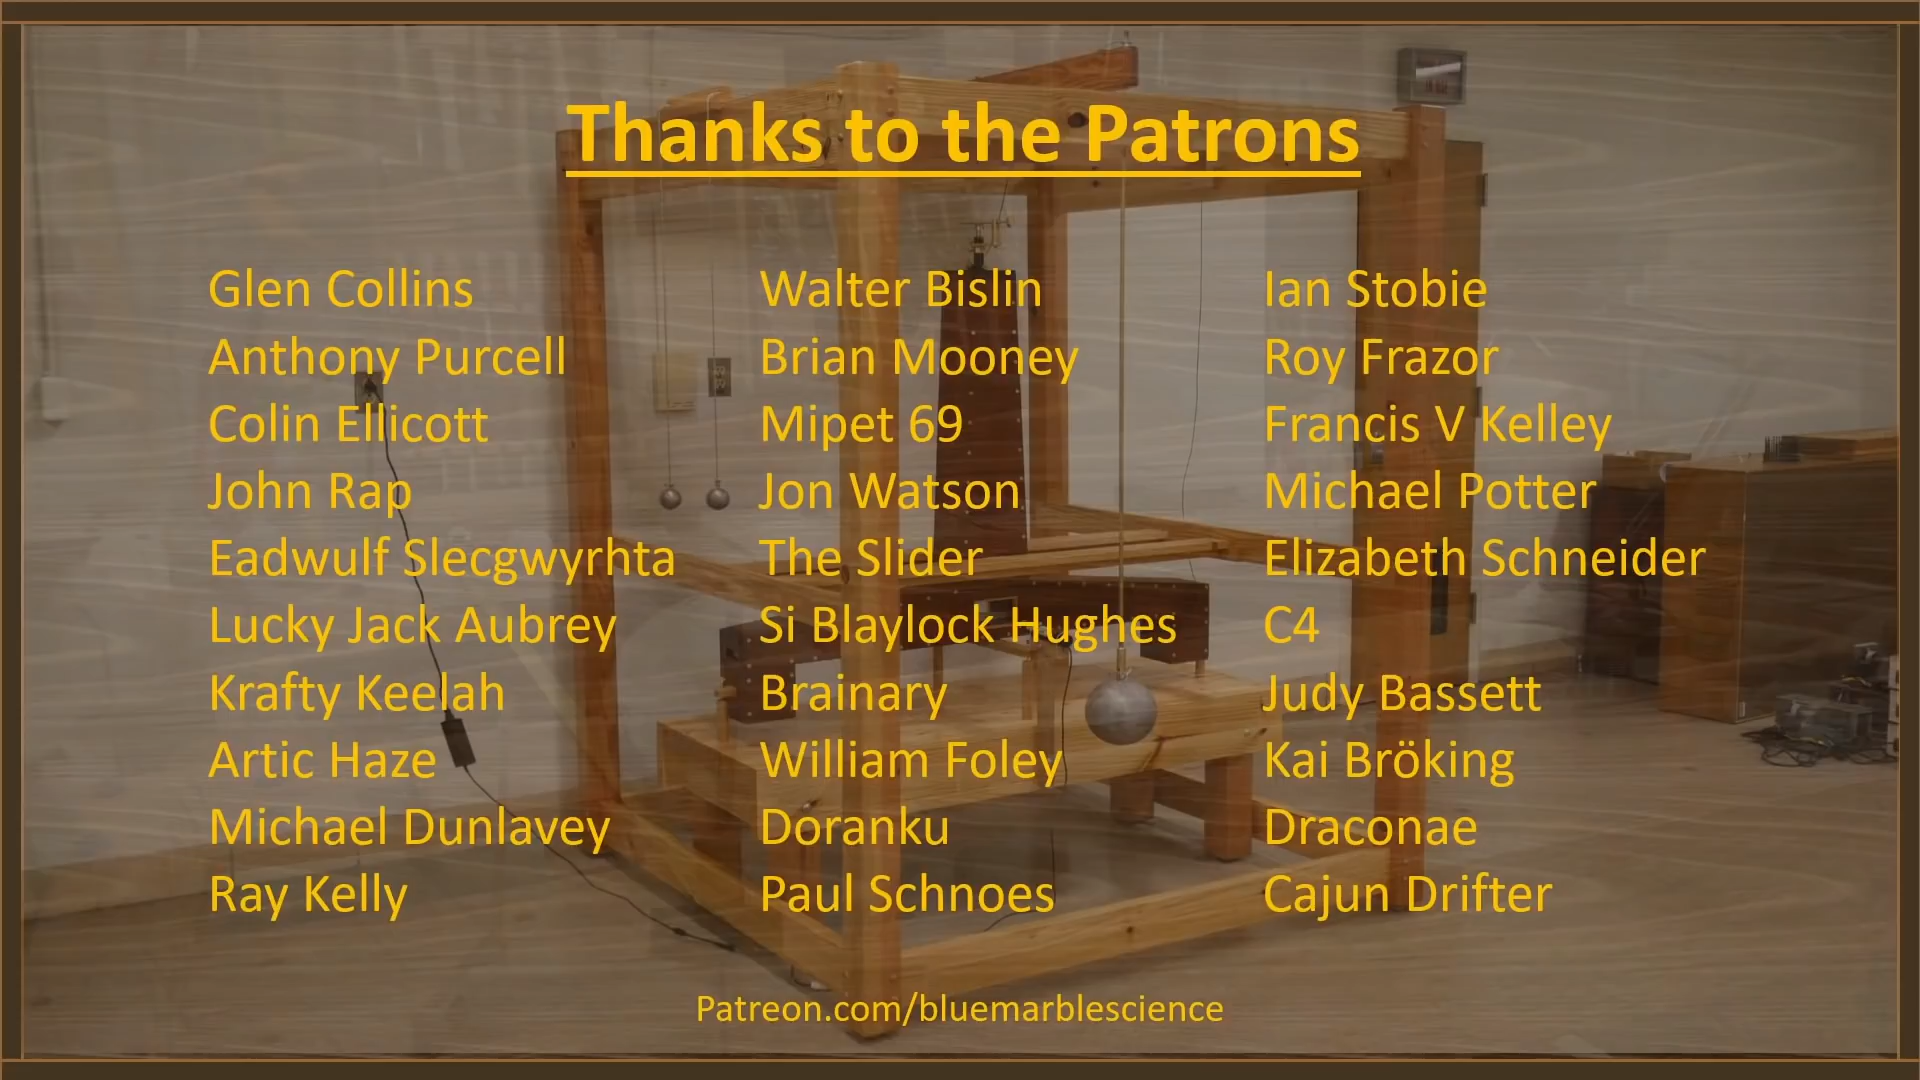 Thanks to the Patrons
Glen Collins
Anthony Purcell
Colin Ellicott
John Rap
Eadwulf Slecgwyrhta
Lucky Jack Aubrey
Krafty Keelah
Artic Haze
Michael Dunlavey
Ray Kelly
Walter Bislin
Brian Mooney
Mipet 69
Jon Watson
The Slider
Si Blaylock Hughes
Brainary
William Foley
Doranku
Paul Schnoes
Ian Stobie
Roy Frazor
Francis V Kelley
Michael Potter
Elizabeth Schneider
C4
Judy Bassett
Kai Bröking
Draconae
Cajun Drifter
Patreon.com/bluemarblescience